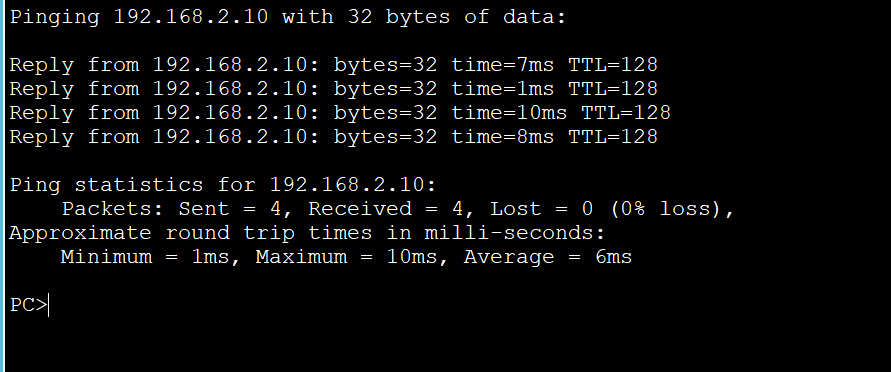 Pinging 192.168.2.10 with 32 bytes of data:
Reply from 192.168.2.10: bytes=32 time=7ms TTL=128
Reply from 192.168.2.10: bytes=32 time=1ms TTL=128
Reply from 192.168.2.10: bytes=32 time=10ms TTL=128
Reply from 192.168.2.10: bytes=32 time=8ms TTL=128
Ping statistics for 192.168.2.10:
Packets: Sent = 4, Received = 4, Lost = 0 (0% loss),
Approximate round trip times in milli-seconds:
Minimum = 1ms, Maximum = 10ms, Average = 6ms
PC>